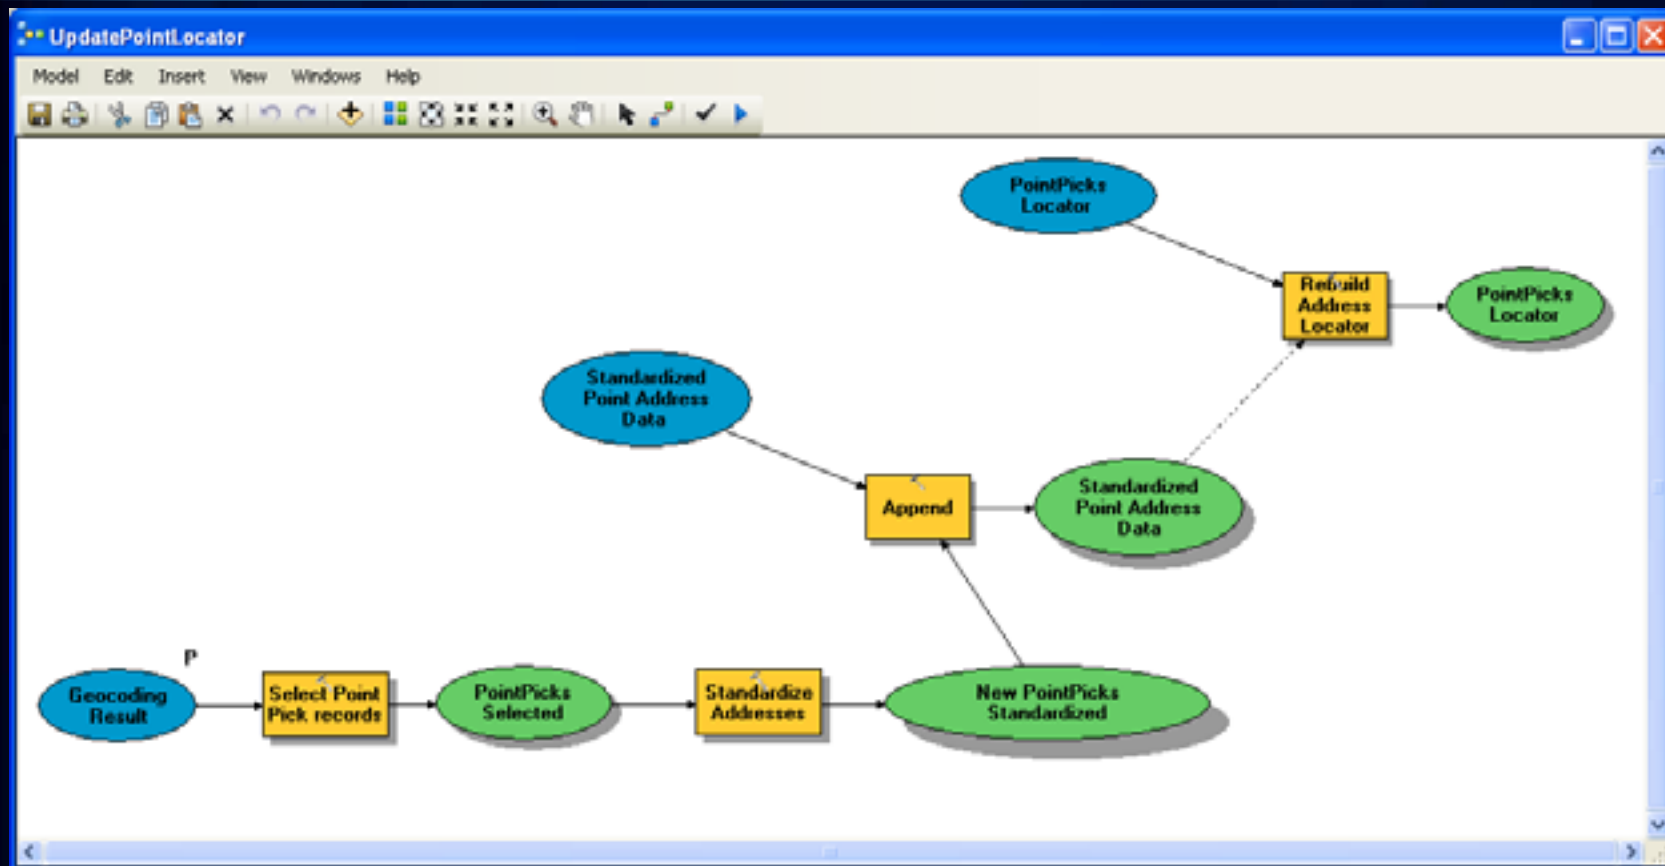 UpdatePointLocator
Model Edit Insert View Windows Help
PointPicks
Locator
Rebuild
Address
Locator
PointPicks
Locator
Standardized
Point Address
Data
Append
Standardized
Point Address
Data
P
Geocoding
Result
Select Point
Pick records
PointPicks
Selected
Standardize
Addresses
New PointPicks
Standardized